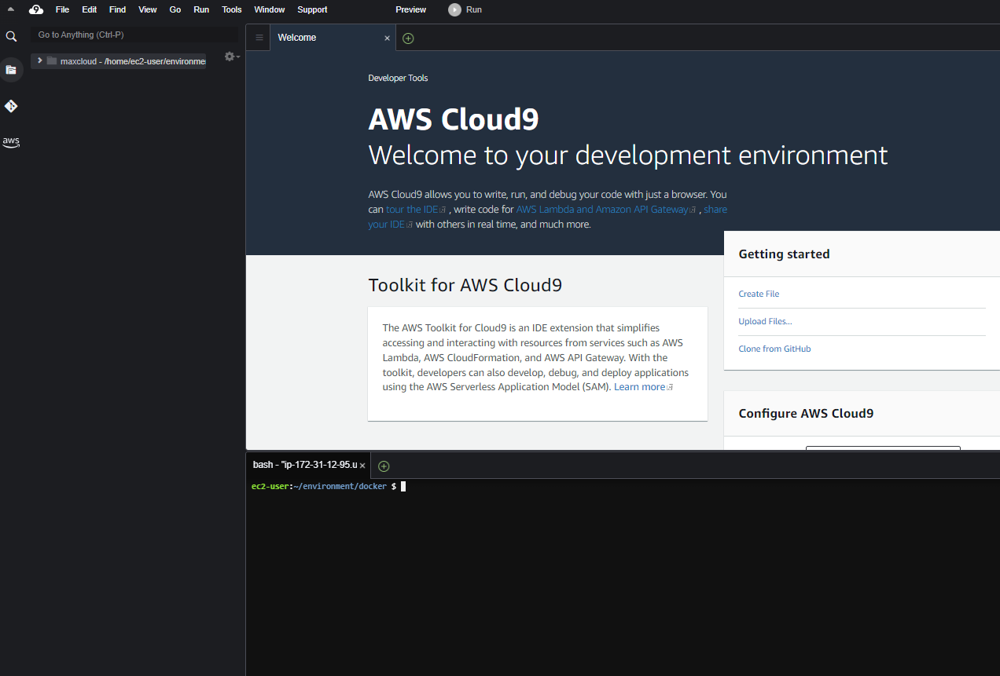 9 File Edit Find View Go Run Tools Window Support Preview Run
Go to Anything (Ctrl-P)
maxcloud - /home/ec2-user/environme
aws
Welcome
Developer Tools
AWS Cloud9
Welcome to your development environment
AWS Cloud9 allows you to write, run, and debug your code with just a browser. You
can tour the IDE , write code for AWS Lambda and Amazon API Gateway , share
your IDE with others in real time, and much more.
Getting started
Create File
Upload Files...
Clone from GitHub
Toolkit for AWS Cloud9
The AWS Toolkit for Cloud9 is an IDE extension that simplifies
accessing and interacting with resources from services such as AWS
Lambda, AWS CloudFormation, and AWS API Gateway. With the
toolkit, developers can also develop, debug, and deploy applications
using the AWS Serverless Application Model (SAM). Learn more
Configure AWS Cloud9
bash - "ip-172-31-12-95.u
ec2-user:~/environment/docker $